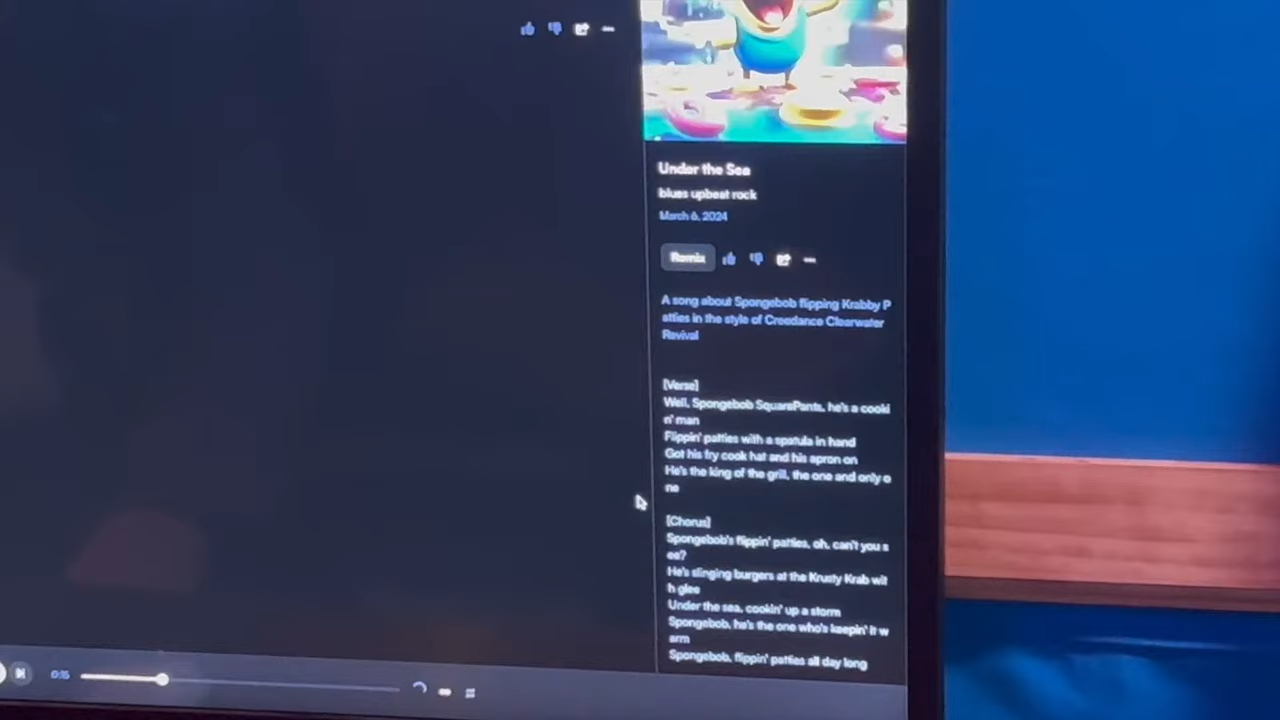 Under the Sea
blues upbeat rock
March 6, 2024
Remix
A song about Spongebob flipping Krabby P
atties in the style of Creedance Clearwater
Revival
[Verse]
Well, Spongebob SquarePants, he's a cooki
n' man
Flippin' patties with a spatula in hand
Got his fry cook hat and his apron on
He's the king of the grill, the one and only o
ne
[Chorus]
Spongebob's flippin' patties, oh, can't you s
ee?
He's slinging burgers at the Krusty Krab wit
h glee
Under the sea, cookin' up a storm
Spongebob, he's the one who's keepin' it w
arm
Spongebob, flippin' patties all day long
0:15